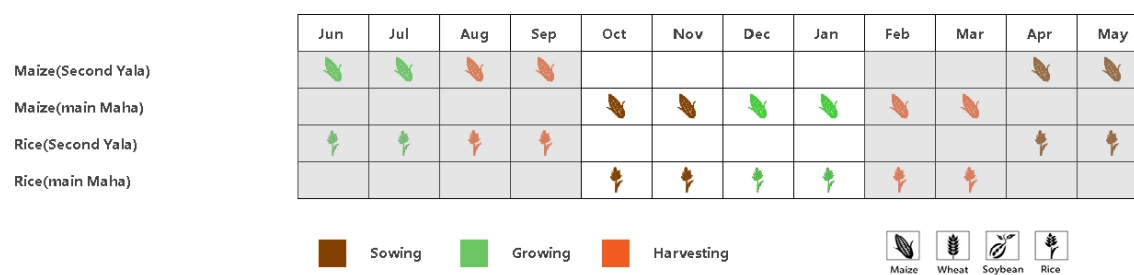 Jun Jul Aug Sep Oct Nov Dec Jan Feb Mar Apr May
Maize(Second Yala)
Maize(main Maha)
Rice(Second Yala)
Rice(main Maha)
Sowing Growing Harvesting
Maize Wheat Soybean Rice